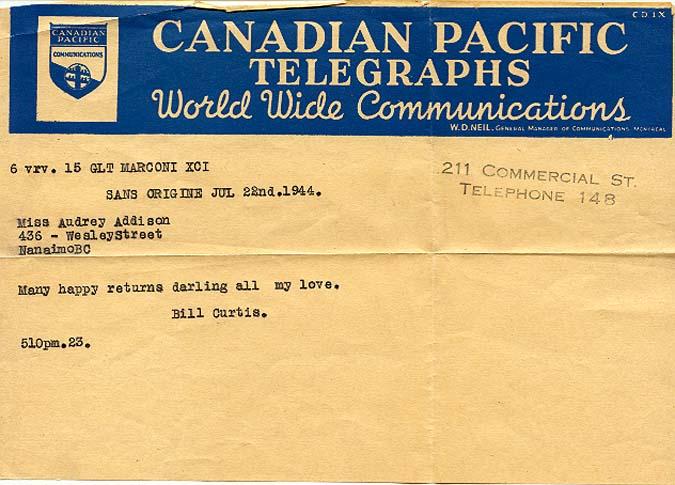 CD1X
CANADIAN
PACIFIC
COMMUNICATIONS
CANADIAN PACIFIC
TELEGRAPHS
World Wide Communications
W.D. NEIL, GENERAL MANAGER OF COMMUNICATIONS, MONTREAL
6 vrv. 15 GLT MARCONI XCI
SANS ORIGINE JUL 22nd.1944.
211 COMMERCIAL ST.
TELEPHONE 148
Miss Audrey Addison
436 - WesleyStreet
NanaimoBC
Many happy returns darling all my love.
Bill Curtis.
510pm.23.